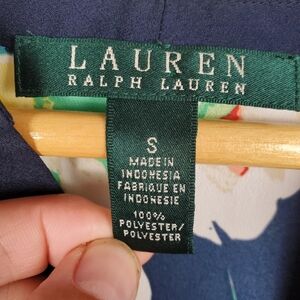 LAUREN
RALPH LAUREN
S
MADE IN
INDONESIA
FABRIQUE EN
INDONESIE
100%
POLYESTER/
POLYESTER